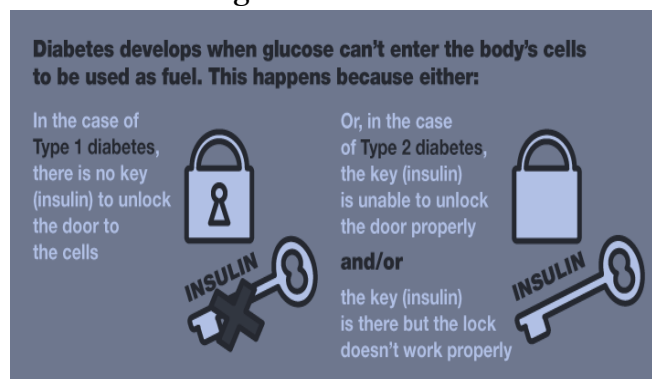 Diabetes develops when glucose can't enter the body's cells
to be used as fuel. This happens because either:
In the case of
Type 1 diabetes,
there is no key
(insulin) to unlock
the door to
the cells
INSULIN
Or, in the case
of Type 2 diabetes,
the key (insulin)
is unable to unlock
the door properly
and/or
the key (insulin)
is there but the lock
doesn't work properly
INSULIN